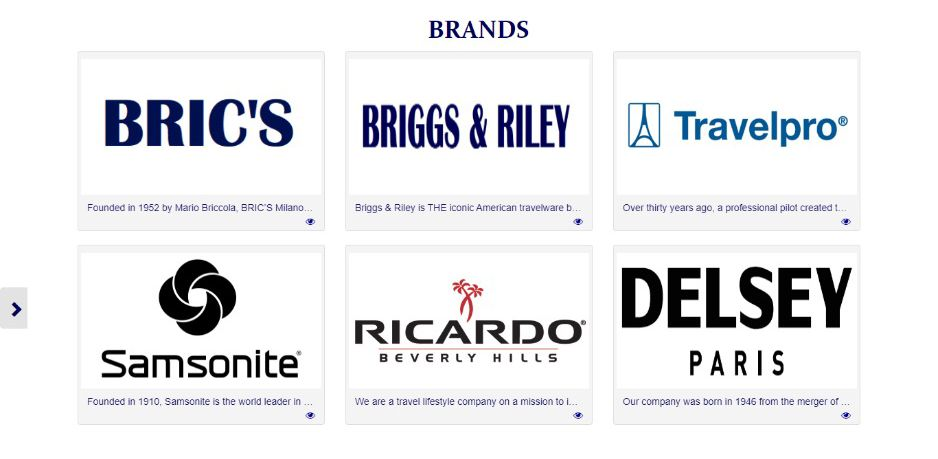 BRANDS
BRIC'S
BRIGGS & RILEY
Travelpro®
Founded in 1952 by Mario Briccola, BRIC'S Milano...
Briggs & Riley is THE iconic American travelware b...
Over thirty years ago, a professional pilot created t...
Samsonite®
RICARDO®
BEVERLY HILLS
DELSEY
PARIS
Founded in 1910, Samsonite is the world leader in ...
We are a travel lifestyle company on a mission to i...
Our company was born in 1946 from the merger of ...